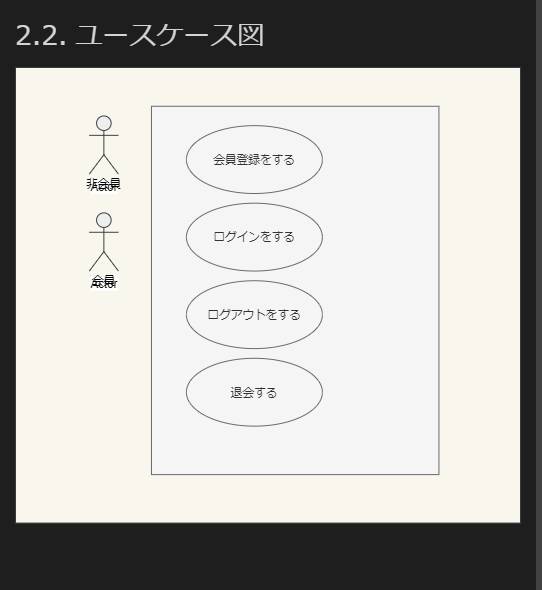 2.2. ユースケース図
会員登録をする
非会員
Actor
ログインをする
会員
Actor
ログアウトをする
退会する